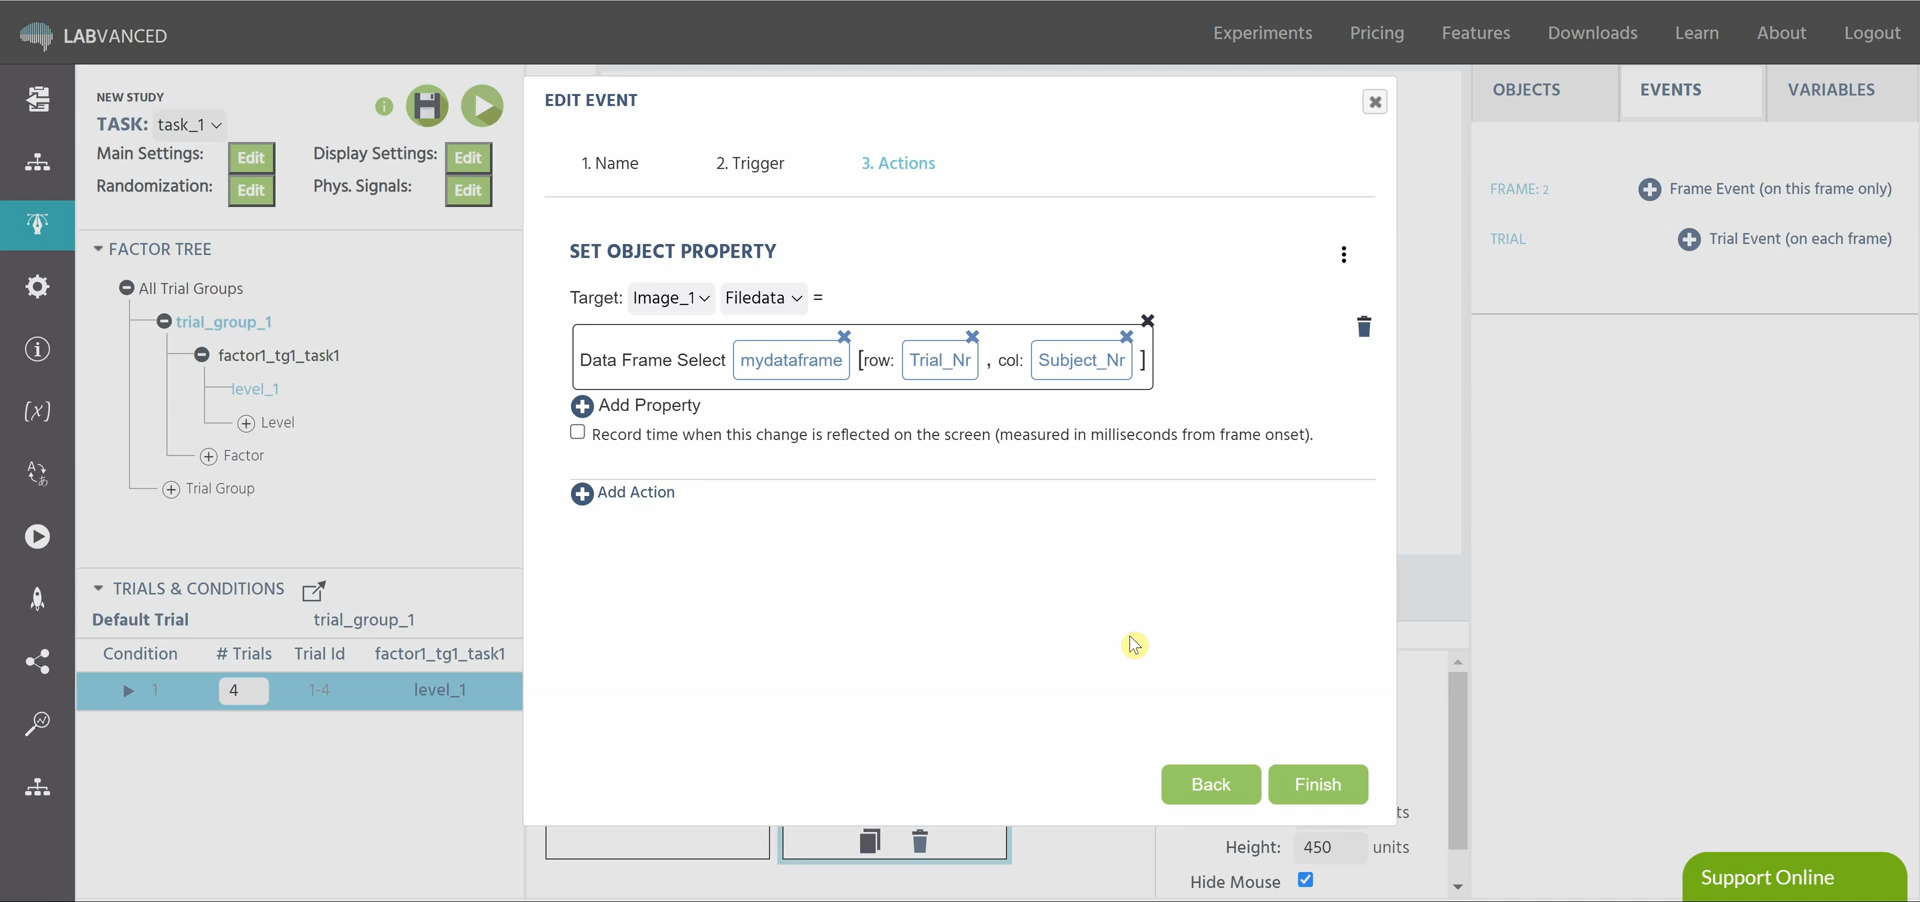 LABVANCED
Experiments Pricing Features Downloads Learn About Logout
NEW STUDY
TASK: task_1
Main Settings: Edit Display Settings: Edit
Randomization: Edit Phys. Signals: Edit
FACTOR TREE
All Trial Groups
trial_group_1
factor1_tg1_task1
level_1
Level
Factor
Trial Group
TRIALS & CONDITIONS
Default Trial trial_group_1
Condition # Trials Trial Id factor1_tg1_task1
1 4 1-4 level_1
EDIT EVENT
1. Name 2. Trigger 3. Actions
SET OBJECT PROPERTY
Target: Image_1 Filedata =
Data Frame Select mydataframe [row: Trial_Nr , col: Subject_Nr ]
Add Property
Record time when this change is reflected on the screen (measured in milliseconds from frame onset).
Add Action
Back Finish
ts
Height: 450 units
Hide Mouse
OBJECTS EVENTS VARIABLES
FRAME: 2 Frame Event (on this frame only)
TRIAL Trial Event (on each frame)
Support Online